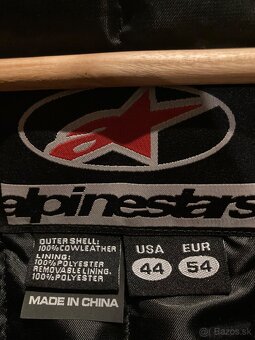 alpinestars
OUTER SHELL:
100%COWLEATHER
LINING:
100%POLYESTER
REMOVABLE LINING:
100%POLYESTER
USA EUR
44 54
MADE IN CHINA
bazos.sk